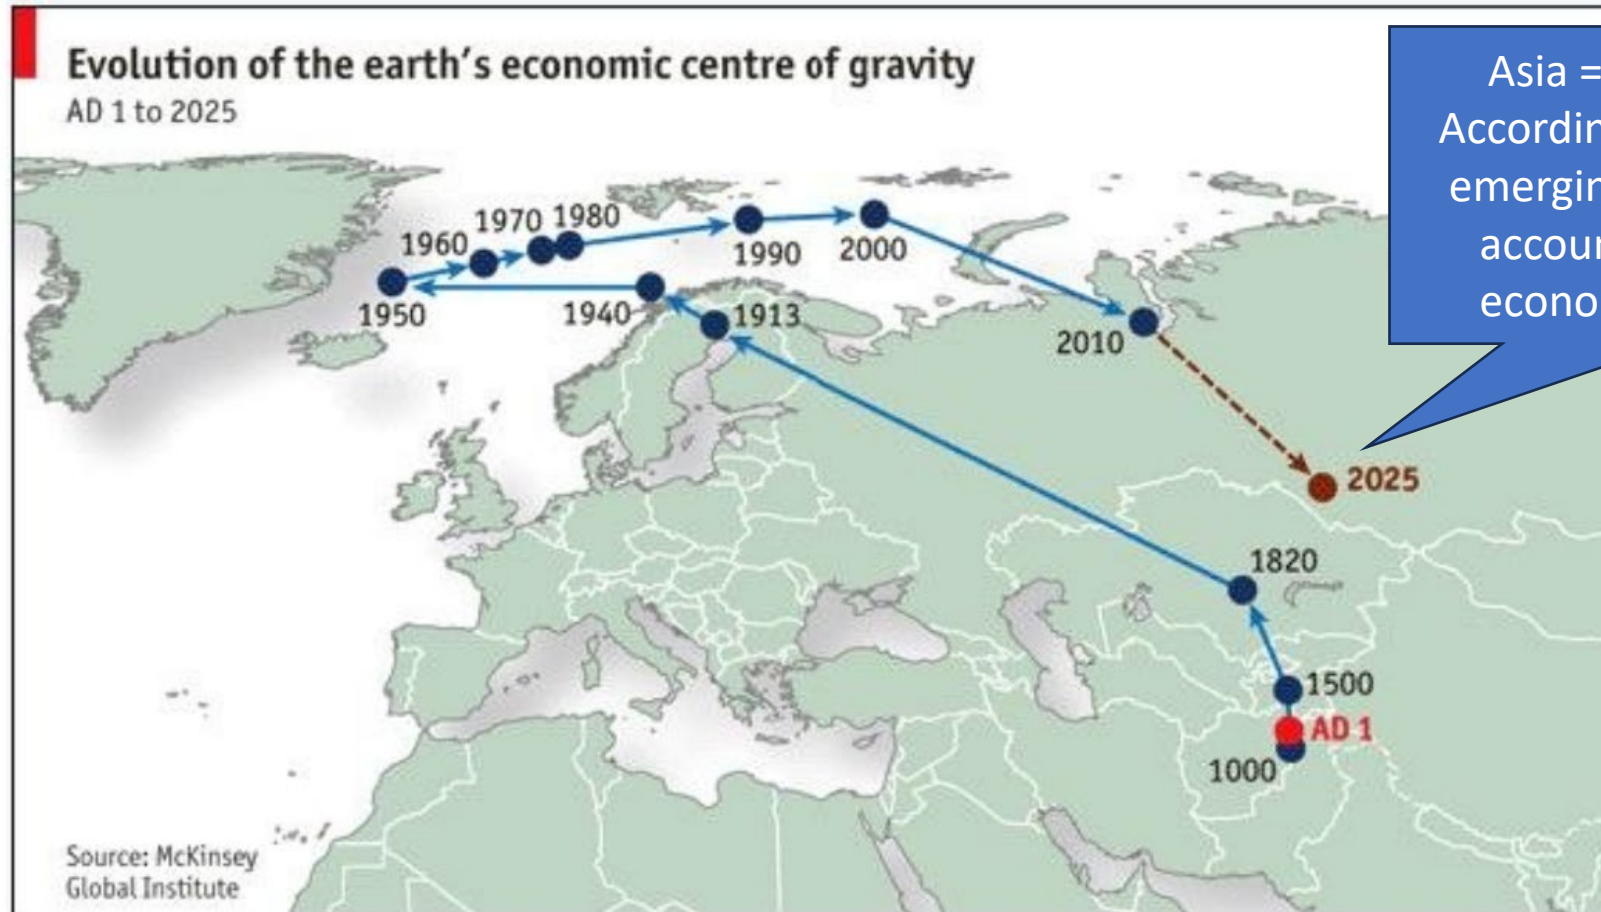 Evolution of the earth's economic centre of gravity
AD 1 to 2025
Asia =
emergin
accour
econo
1970
1980
1960
1990
2000
1950
1940
1913
2010
2025
1820
1500
AD 1
1000
Source: McKinsey
Global Institute